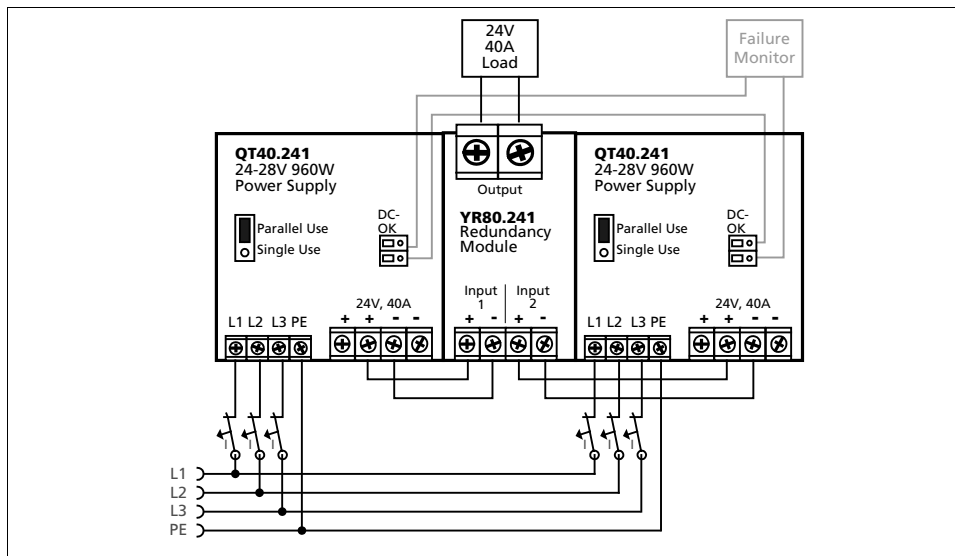 24V
40A
Load
Failure
Monitor
QT40.241
24-28V 960W
Power Supply
Parallel Use
Single Use
DC-
OK
24V, 40A
+ + - -
L1 L2 L3 PE
Output
YR80.241
Redundancy
Module
Input
1
Input
2
+ - + -
QT40.241
24-28V 960W
Power Supply
Parallel Use
Single Use
DC-
OK
24V, 40A
+ + - -
L1 L2 L3 PE
I I I
I I I
L1
L2
L3
PE